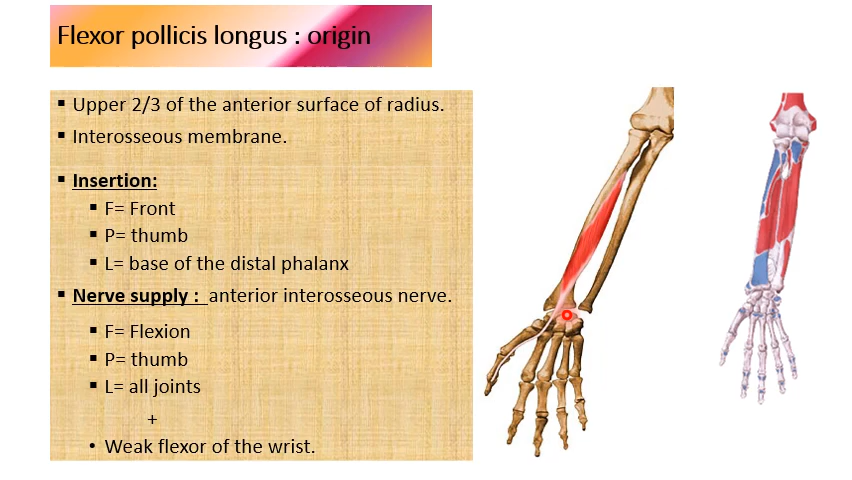 Flexor pollicis longus : origin
▪ Upper 2/3 of the anterior surface of radius.
▪ Interosseous membrane.
▪ Insertion:
▪ F= Front
▪ P= thumb
▪ L= base of the distal phalanx
▪ Nerve supply : anterior interosseous nerve.
▪ F= Flexion
▪ P= thumb
▪ L= all joints
+
• Weak flexor of the wrist.